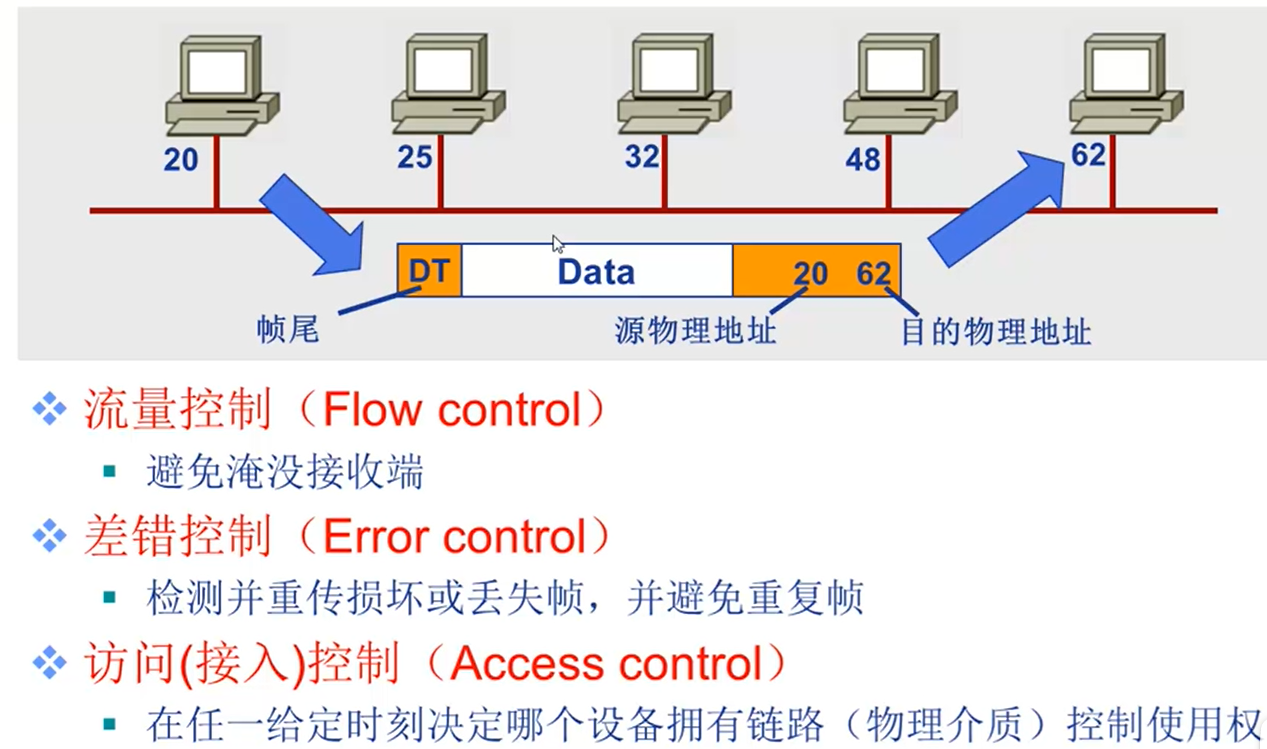 20 25 32 48 62
DT Data 20 62
帧尾 源物理地址 目的物理地址
流量控制（Flow control）
避免淹没接收端
差错控制（Error control）
检测并重传损坏或丢失帧，并避免重复帧
访问(接入)控制（Access control）
在任一给定时刻决定哪个设备拥有链路（物理介质）控制使用权